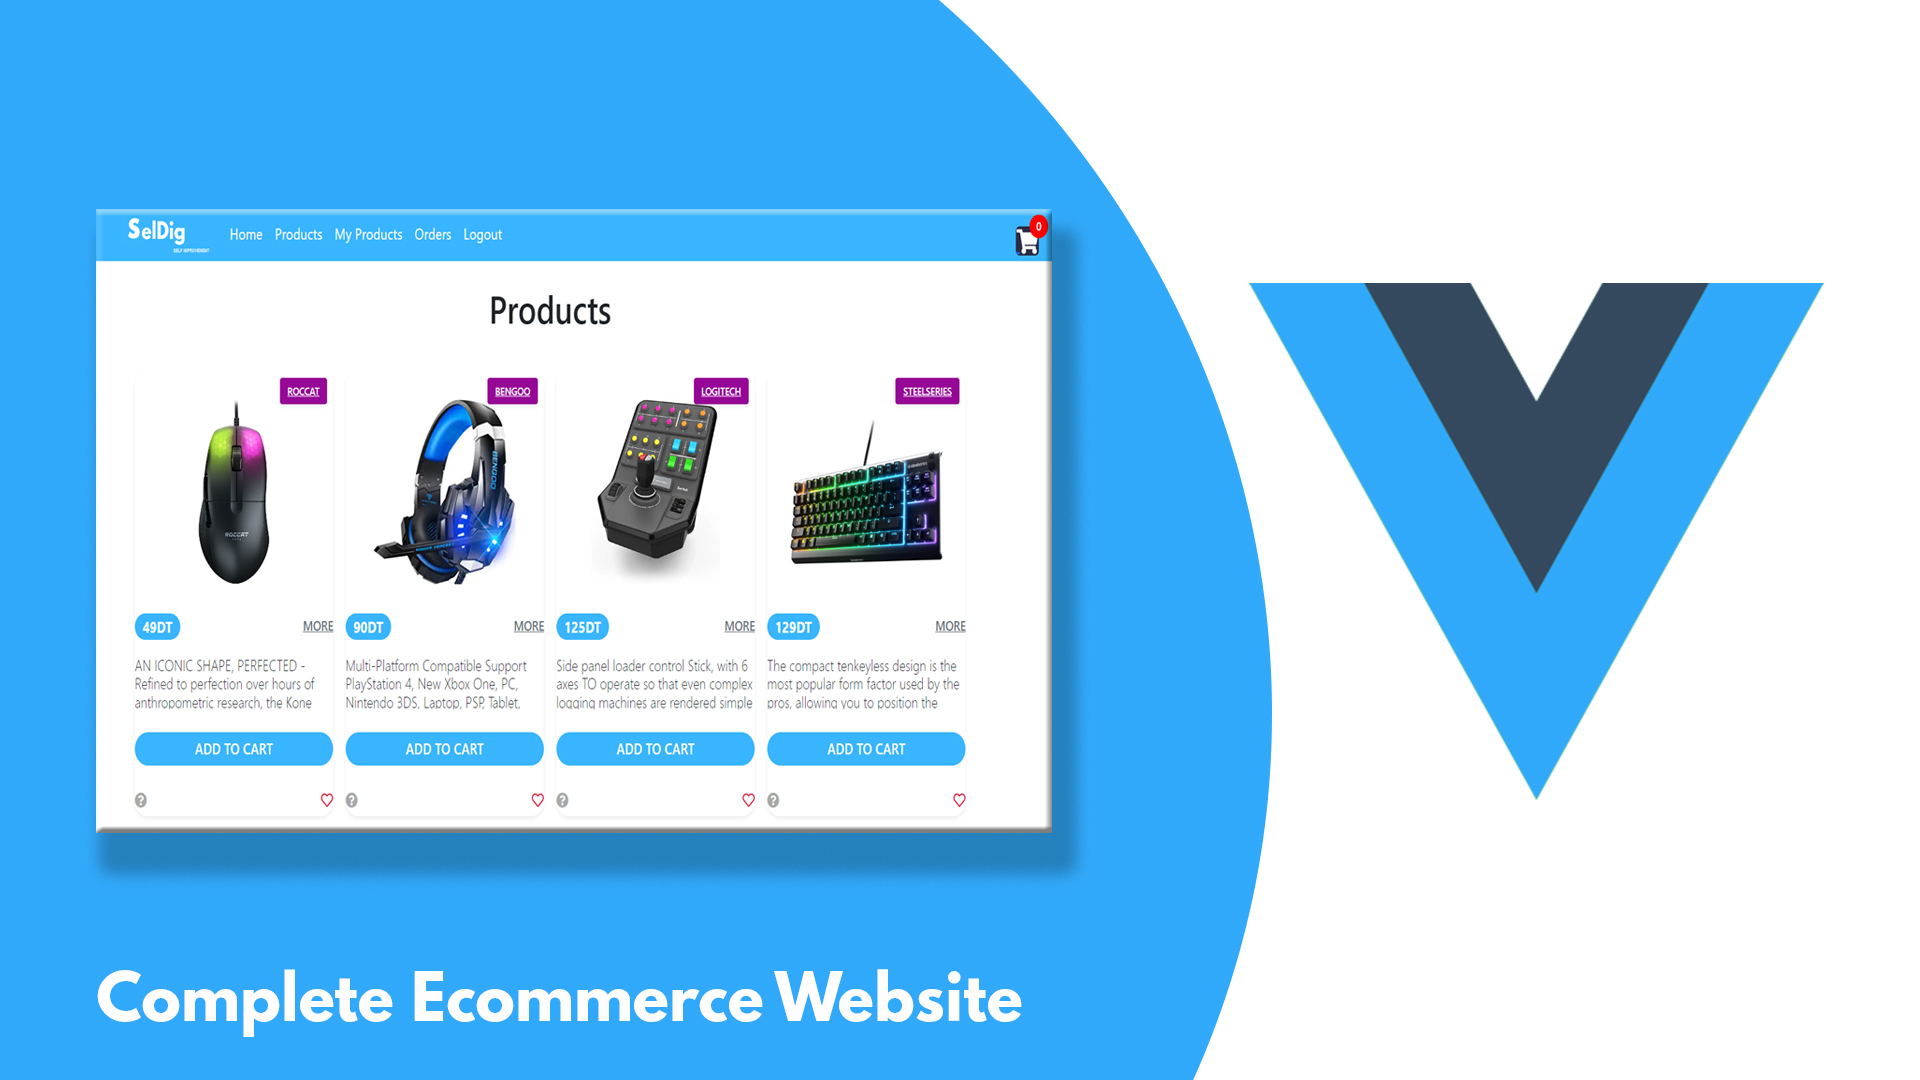 SelDig
SELF IMPROVEMENT
Home Products My Products Orders Logout
0
Products
ROCCAT
BENGOO
LOGITECH
STEELSERIES
ROCCAT
BENGOO
49DT MORE
90DT MORE
125DT MORE
129DT MORE
AN ICONIC SHAPE, PERFECTED -
Refined to perfection over hours of
anthropometric research, the Kone
Multi-Platform Compatible Support
PlayStation 4, New Xbox One, PC,
Nintendo 3DS, Laptop, PSP, Tablet,
Side panel loader control Stick, with 6
axes TO operate so that even complex
logging machines are rendered simple
The compact tenkeyless design is the
most popular form factor used by the
pros, allowing you to position the
ADD TO CART
ADD TO CART
ADD TO CART
ADD TO CART
Complete Ecommerce Website